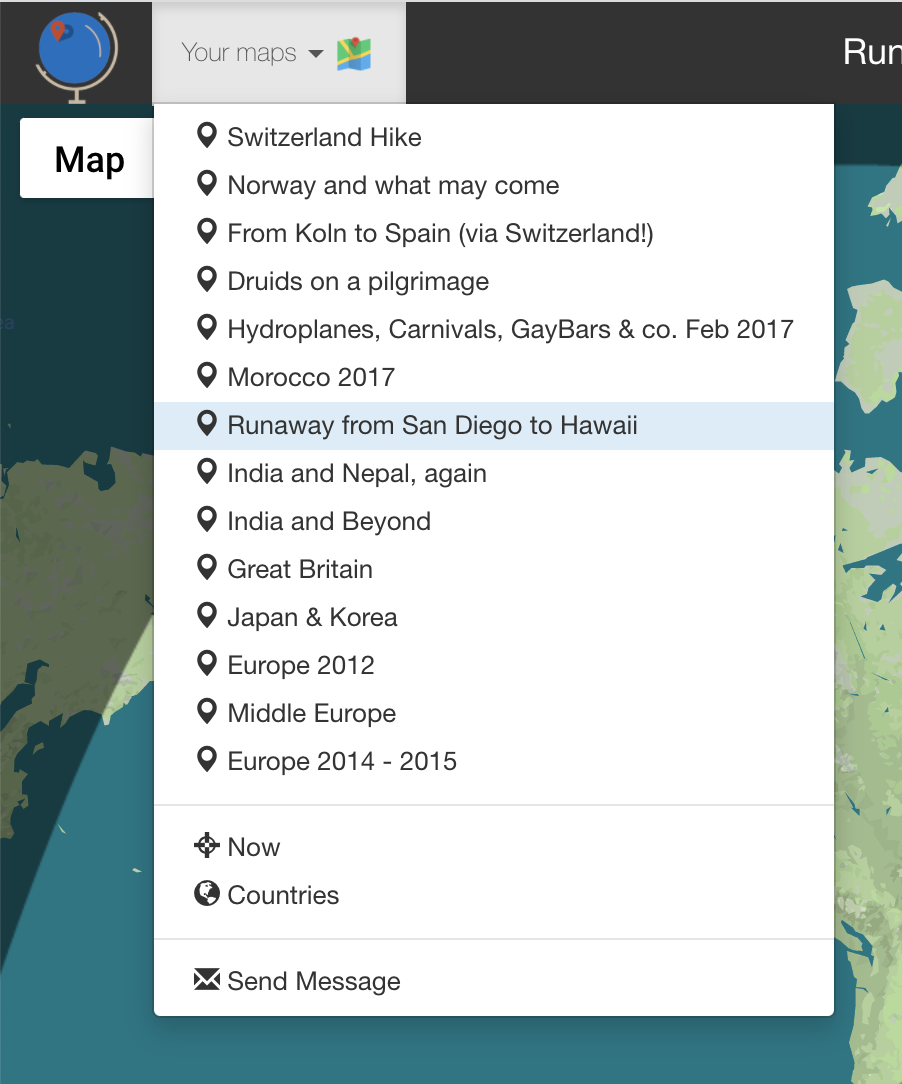 Your maps
Run
Map
Switzerland Hike
Norway and what may come
From Koln to Spain (via Switzerland!)
Druids on a pilgrimage
Hydroplanes, Carnivals, GayBars & co. Feb 2017
Morocco 2017
Runaway from San Diego to Hawaii
India and Nepal, again
India and Beyond
Great Britain
Japan & Korea
Europe 2012
Middle Europe
Europe 2014 - 2015
Now
Countries
Send Message